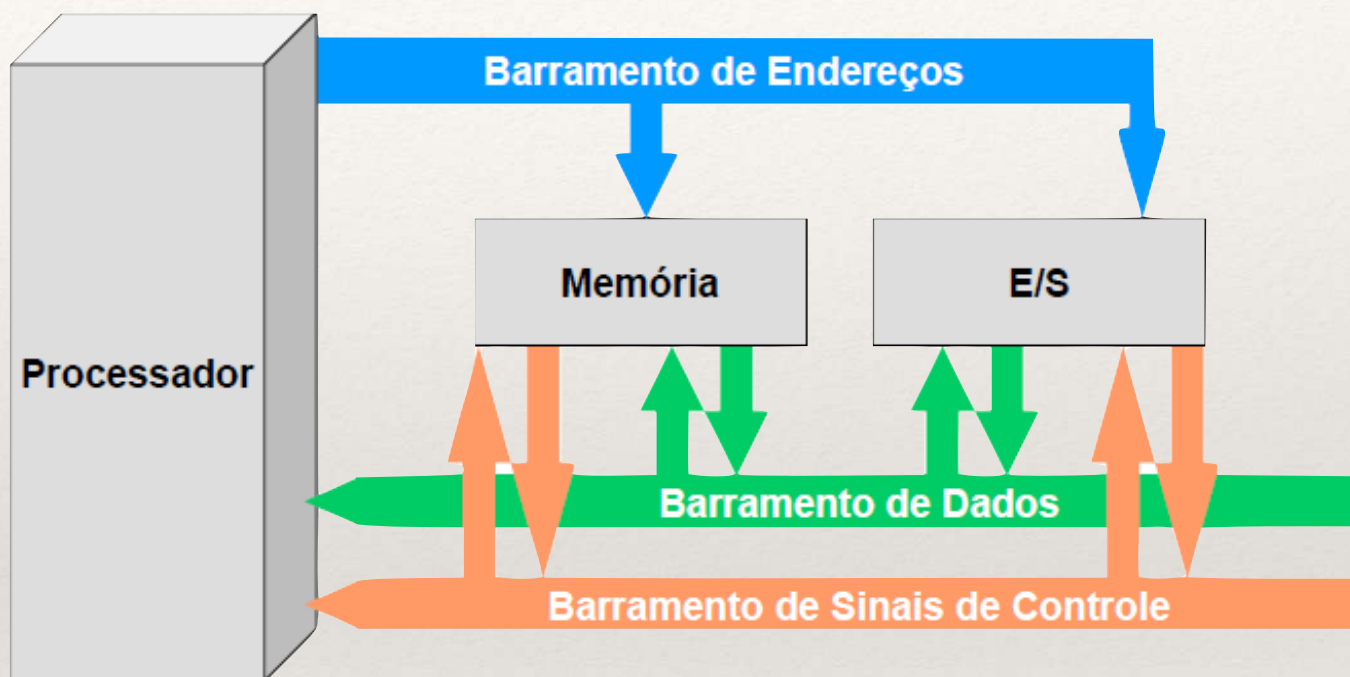 Barramento de Endereços
Memória
E/S
Processador
Barramento de Dados
Barramento de Sinais de Controle